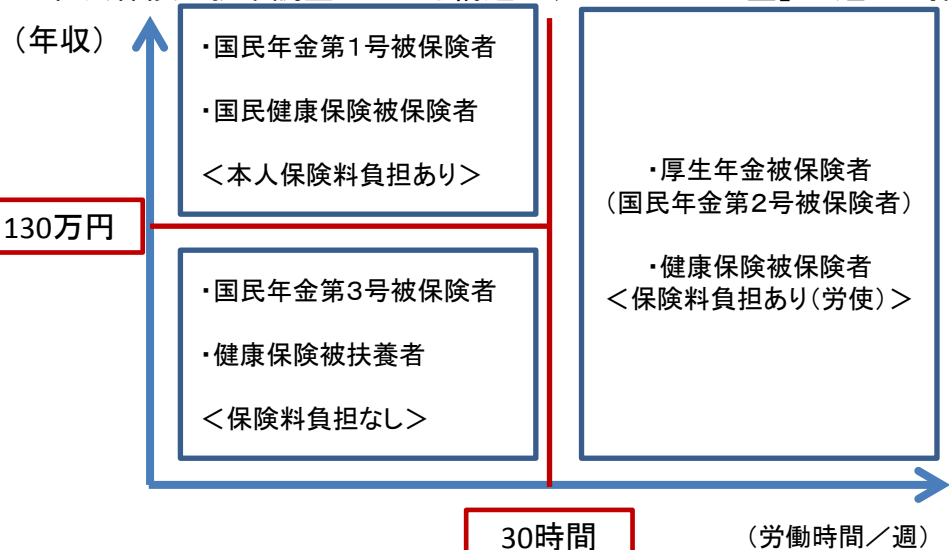 （年収）
・国民年金第１号被保険者
・国民健康保険被保険者
＜本人保険料負担あり＞
130万円
・国民年金第３号被保険者
・健康保険被扶養者
＜保険料負担なし＞
・厚生年金被保険者
（国民年金第２号被保険者）
・健康保険被保険者
＜保険料負担あり（労使）＞
30時間
（労働時間／週）